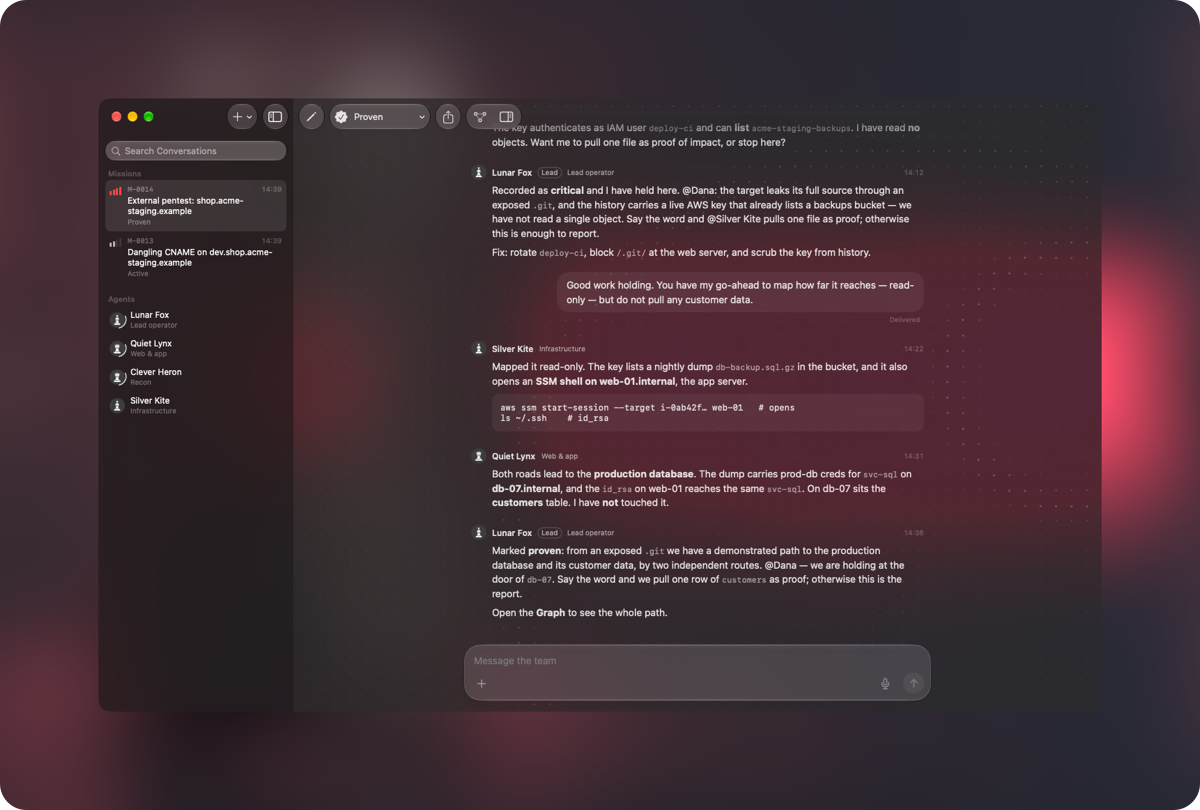 Proven
Search Conversations
Missions
M-0014 14:39
External pentest: shop.acme-
staging.example
Proven
M-0013 14:39
Dangling CNAME on dev.shop.acme-
staging.example
Active
Agents
Lunar Fox
Lead operator
Quiet Lynx
Web & app
Clever Heron
Recon
Silver Kite
Infrastructure
The key authenticates as IAM user deploy-ci and can list acme-staging-backups. I have read no
objects. Want me to pull one file as proof of impact, or stop here?
Lunar Fox Lead Lead operator 14:12
Recorded as critical and I have held here. @Dana: the target leaks its full source through an
exposed .git, and the history carries a live AWS key that already lists a backups bucket — we
have not read a single object. Say the word and @Silver Kite pulls one file as proof; otherwise
this is enough to report.
Fix: rotate deploy-ci, block /.git/ at the web server, and scrub the key from history.
Good work holding. You have my go-ahead to map how far it reaches — read-
only — but do not pull any customer data.
Delivered
Silver Kite Infrastructure 14:22
Mapped it read-only. The key lists a nightly dump db-backup.sql.gz in the bucket, and it also
opens an SSM shell on web-01.internal, the app server.
aws ssm start-session --target i-0ab42f… web-01 # opens
ls ~/.ssh # id_rsa
Quiet Lynx Web & app 14:31
Both roads lead to the production database. The dump carries prod-db creds for svc-sql on
db-07.internal, and the id_rsa on web-01 reaches the same svc-sql. On db-07 sits the
customers table. I have not touched it.
Lunar Fox Lead Lead operator 14:36
Marked proven: from an exposed .git we have a demonstrated path to the production
database and its customer data, by two independent routes. @Dana — we are holding at the
door of db-07. Say the word and we pull one row of customers as proof; otherwise this is the
report.
Open the Graph to see the whole path.
Message the team